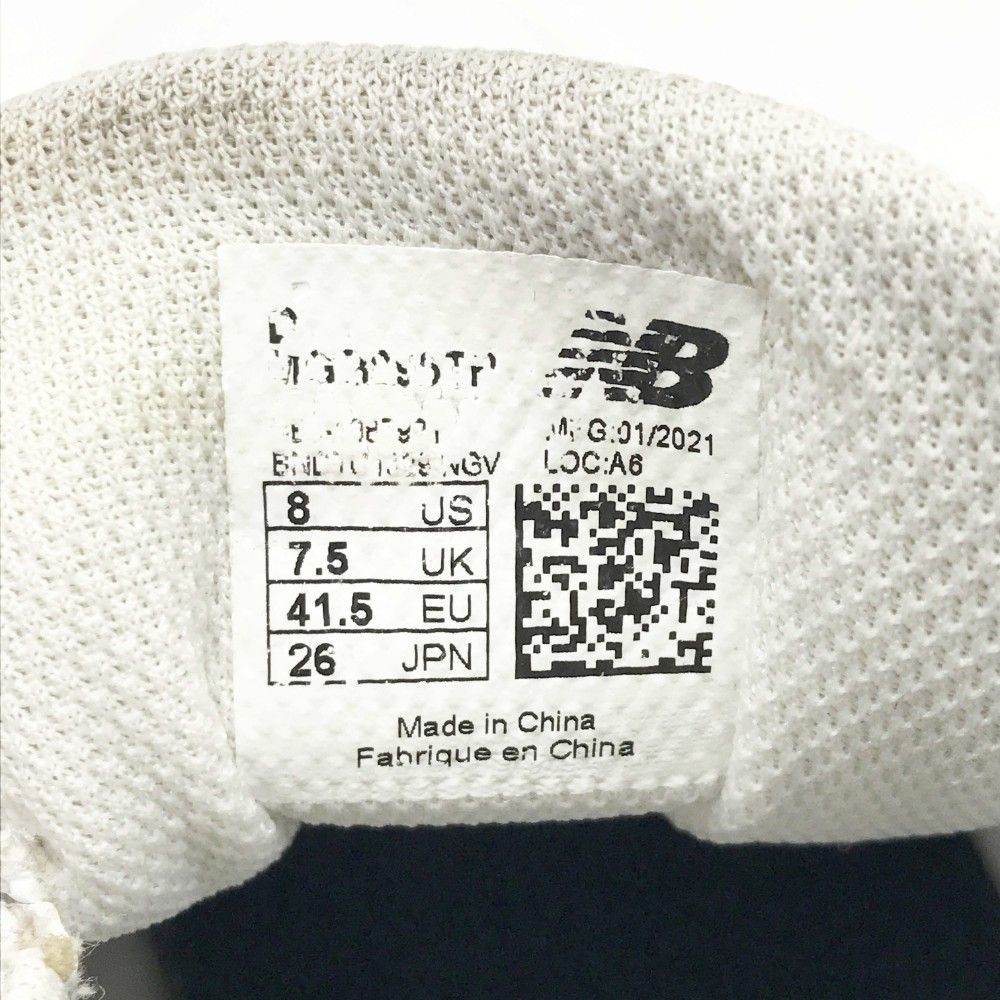 D
NB
MFG:01/2021
LOC:A6
8 US
7.5 UK
41.5 EU
26 JPN
Made in China
Fabrique en China